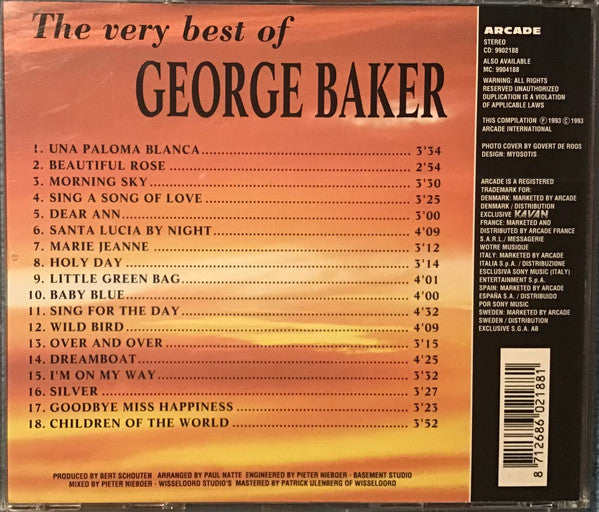 The very best of
GEORGE BAKER
1. UNA PALOMA BLANCA 3'34
2. BEAUTIFUL ROSE 2'54
3. MORNING SKY 3'30
4. SING A SONG OF LOVE 3'25
5. DEAR ANN 3'00
6. SANTA LUCIA BY NIGHT 4'09
7. MARIE JEANNE 3'12
8. HOLY DAY 3'14
9. LITTLE GREEN BAG 4'01
10. BABY BLUE 4'00
11. SING FOR THE DAY 4'32
12. WILD BIRD 4'09
13. OVER AND OVER 3'15
14. DREAMBOAT 4'25
15. I'M ON MY WAY 3'32
16. SILVER 3'27
17. GOODBYE MISS HAPPINESS 3'23
18. CHILDREN OF THE WORLD 3'52
PRODUCED BY BERT SCHOUTEN ARRANGED BY PAUL NATTE ENGINEERED BY PIETER NIEBOER - BASEMENT STUDIO
MIXED BY PIETER NIEBOER - WISSELOORD STUDIO'S MASTERED BY PATRICK ULENBERG OF WISSELOORD
ARCADE
STEREO
CD: 9902188
ALSO AVAILABLE
MC: 9904188
WARNING: ALL RIGHTS
RESERVED UNAUTHORIZED
DUPLICATION IS A VIOLATION
OF APPLICABLE LAWS
THIS COMPILATION ℗ 1993 © 1993
ARCADE INTERNATIONAL
PHOTO COVER BY GOVERT DE ROOS
DESIGN: MYOSOTIS
ARCADE IS A REGISTERED
TRADEMARK FOR:
DENMARK: MARKETED BY ARCADE
DENMARK / DISTRIBUTION
EXCLUSIVE KAVAN
FRANCE: MARKETED AND
DISTRIBUTED BY ARCADE FRANCE
S.A.R.L./ MESSAGERIE
WOTRE MUSIQUE
ITALY: MARKETED BY ARCADE
ITALIA S.p.A. / DISTRIBUZIONE
ESCLUSIVA SONY MUSIC (ITALY)
ENTERTAINMENT S.p.A.
SPAIN: MARKETED BY ARCADE
ESPAÑA S.A. / DISTRIBUIDO
POR SONY MUSIC
SWEDEN: MARKETED BY ARCADE
SWEDEN / DISTRIBUTION
EXCLUSIVE S.G.A. AB
8 712686 021881